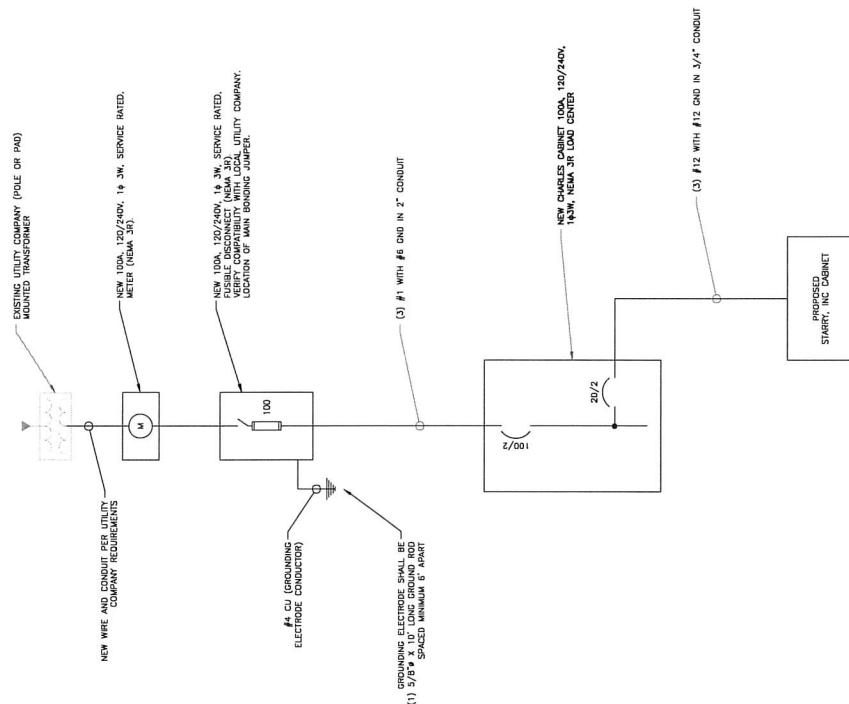 EXISTING UTILITY COMPANY (POLE OR PAD)
MOUNTED TRANSFORMER
NEW WIRE AND CONDUIT PER UTILITY
COMPANY REQUIREMENTS
NEW 100A, 120/240V, 1ϕ 3W, SERVICE RATED,
METER (NEMA 3R).
M
NEW 100A, 120/240V, 1ϕ 3W, SERVICE RATED,
FUSIBLE DISCONNECT (NEMA 3R)
VERIFY COMPATIBILITY WITH LOCAL UTILITY COMPANY.
LOCATION OF MAIN BONDING JUMPER.
100
#4 CU (GROUNDING
ELECTRODE CONDUCTOR)
GROUNDING ELECTRODE SHALL BE
(1) 5/8"ø X 10' LONG GROUND ROD
SPACED MINIMUM 6' APART
(3) #1 WITH #6 GND IN 2" CONDUIT
NEW CHARLES CABINET 100A, 120/240V,
1ϕ3W, NEMA 3R LOAD CENTER
100/2
20/2
(3) #12 WITH #12 GND IN 3/4" CONDUIT
PROPOSED
STARRY, INC CABINET